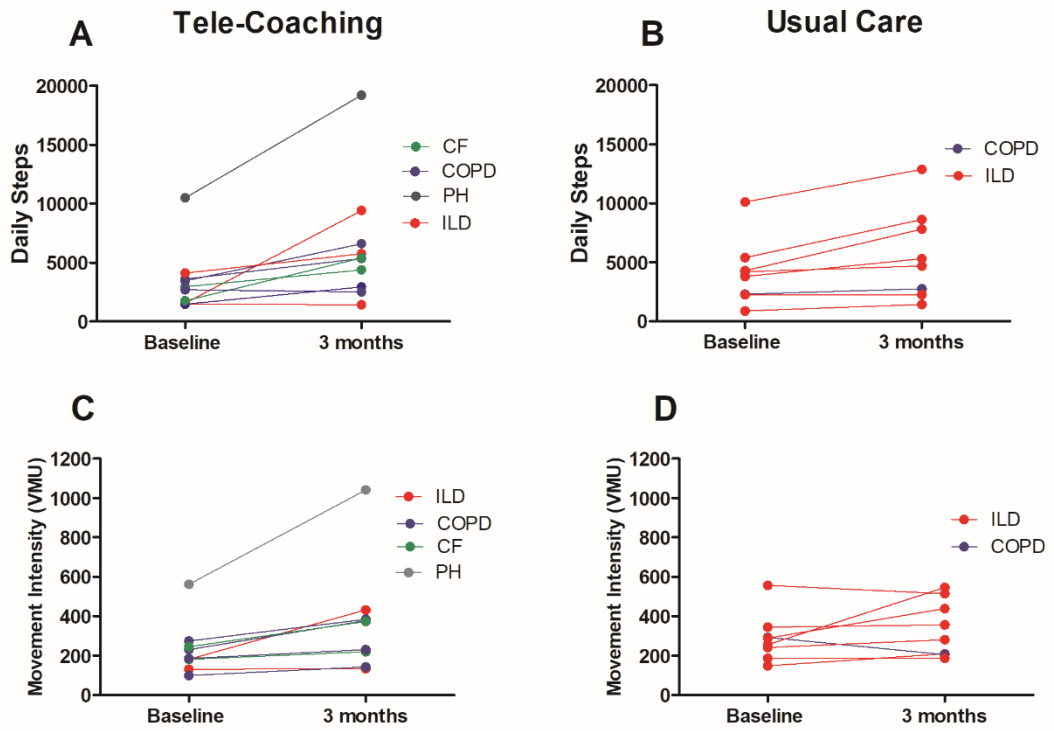 A
Tele-Coaching
B
Usual Care
Daily Steps
20000
15000
10000
5000
0
Baseline
3 months
CF
COPD
PH
ILD
Daily Steps
20000
15000
10000
5000
0
Baseline
3 months
COPD
ILD
C
Movement Intensity (VMU)
1200
1000
800
600
400
200
0
Baseline
3 months
ILD
COPD
CF
PH
D
Movement Intensity (VMU)
1200
1000
800
600
400
200
0
Baseline
3 months
ILD
COPD